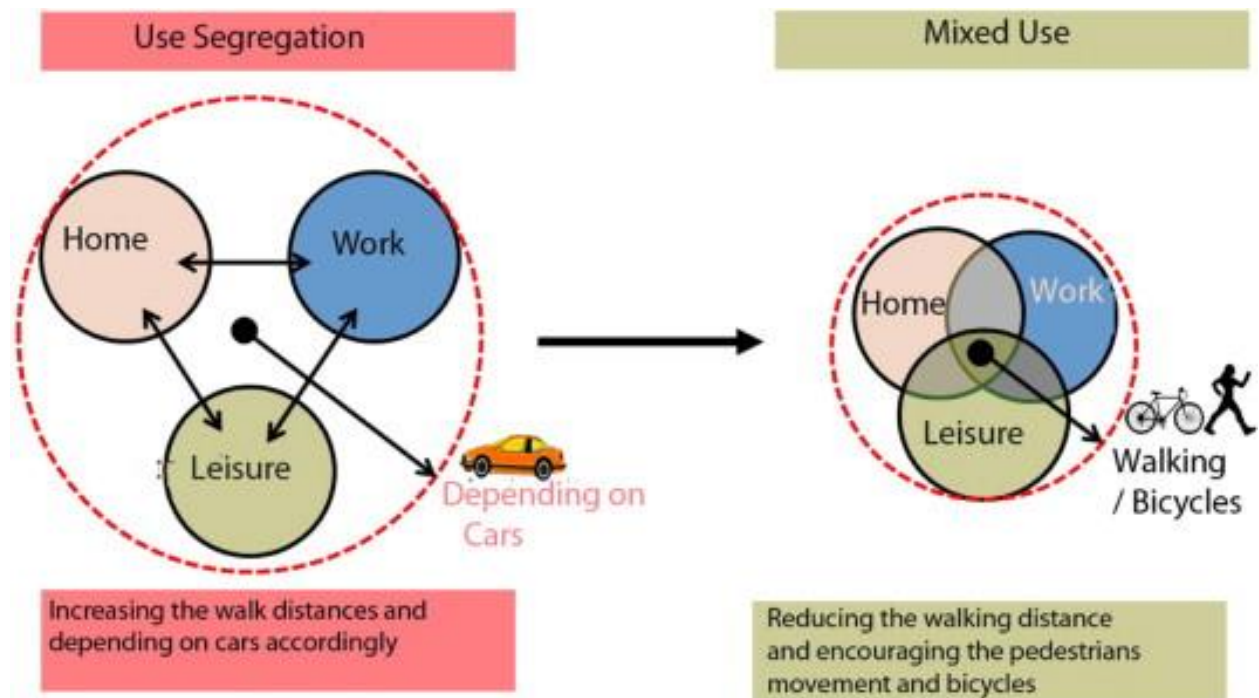 Use Segregation
Mixed Use
Home
Work
Leisure
Depending on
Cars
Home
Work
Leisure
Walking
/ Bicycles
Increasing the walk distances and
depending on cars accordingly
Reducing the walking distance
and encouraging the pedestrians
movement and bicycles